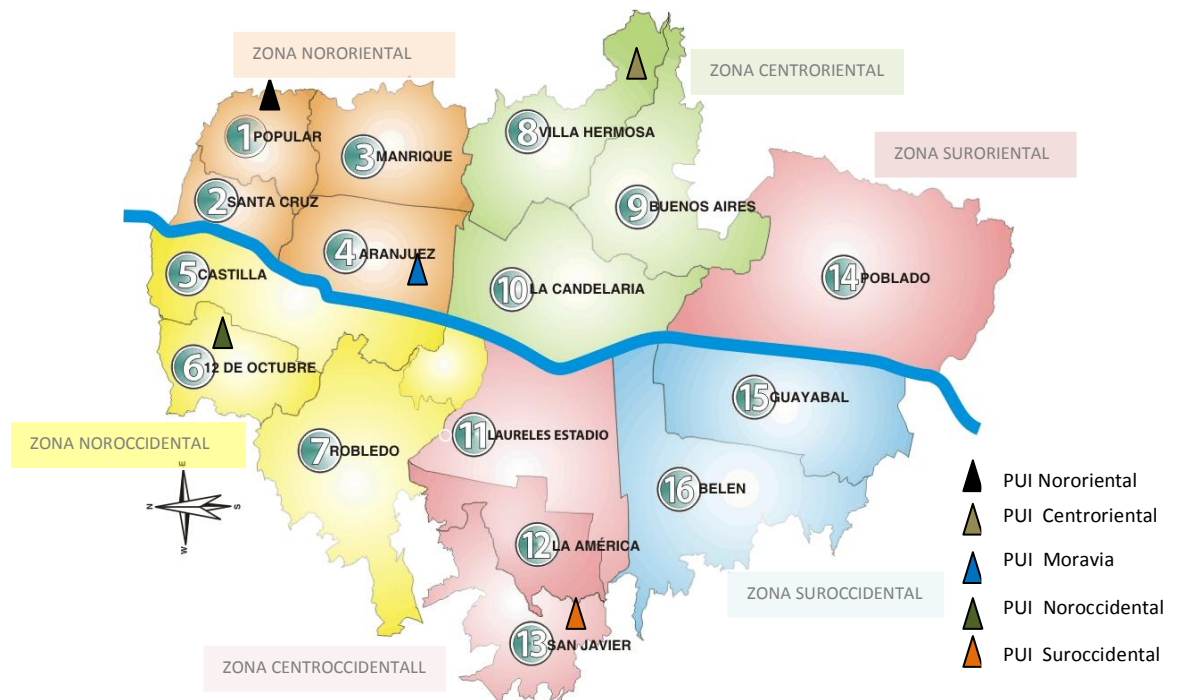 ZONA NORORIENTAL
ZONA CENTRORIENTAL
ZONA SURORIENTAL
1 POPULAR
3 MANRIQUE
8 VILLA HERMOSA
2 SANTA CRUZ
9 BUENOS AIRES
4 ARANJUEZ
5 CASTILLA
10 LA CANDELARIA
14 POBLADO
6 12 DE OCTUBRE
15 GUAYABAL
ZONA NOROCCIDENTAL
7 ROBLEDO
11 LAURELES ESTADIO
16 BELEN
E
N
S
W
12 LA AMÉRICA
13 SAN JAVIER
ZONA SUROCCIDENTAL
ZONA CENTROCCIDENTALL
PUI Nororiental
PUI Centroriental
PUI Moravia
PUI Noroccidental
PUI Suroccidental